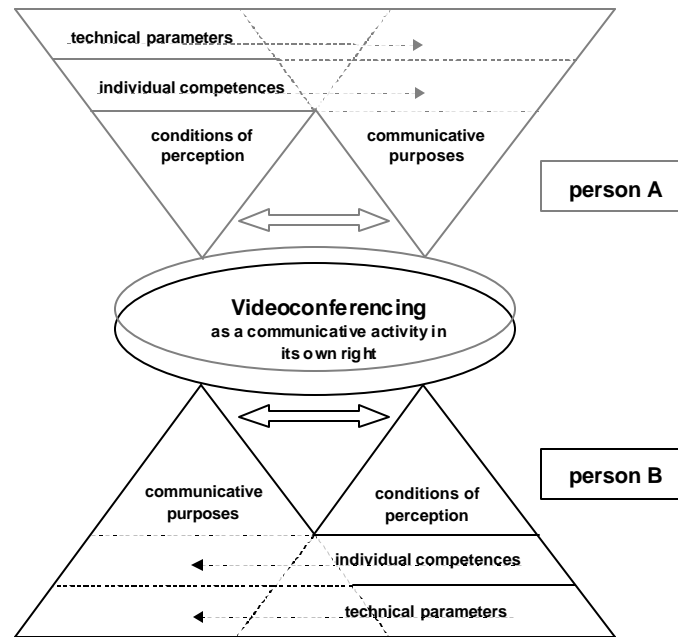 technical parameters
individual competences
conditions of
perception
communicative
purposes
person A
Videoconferencing
as a communicative activity in
its own right
communicative
purposes
conditions of
perception
person B
individual competences
technical parameters